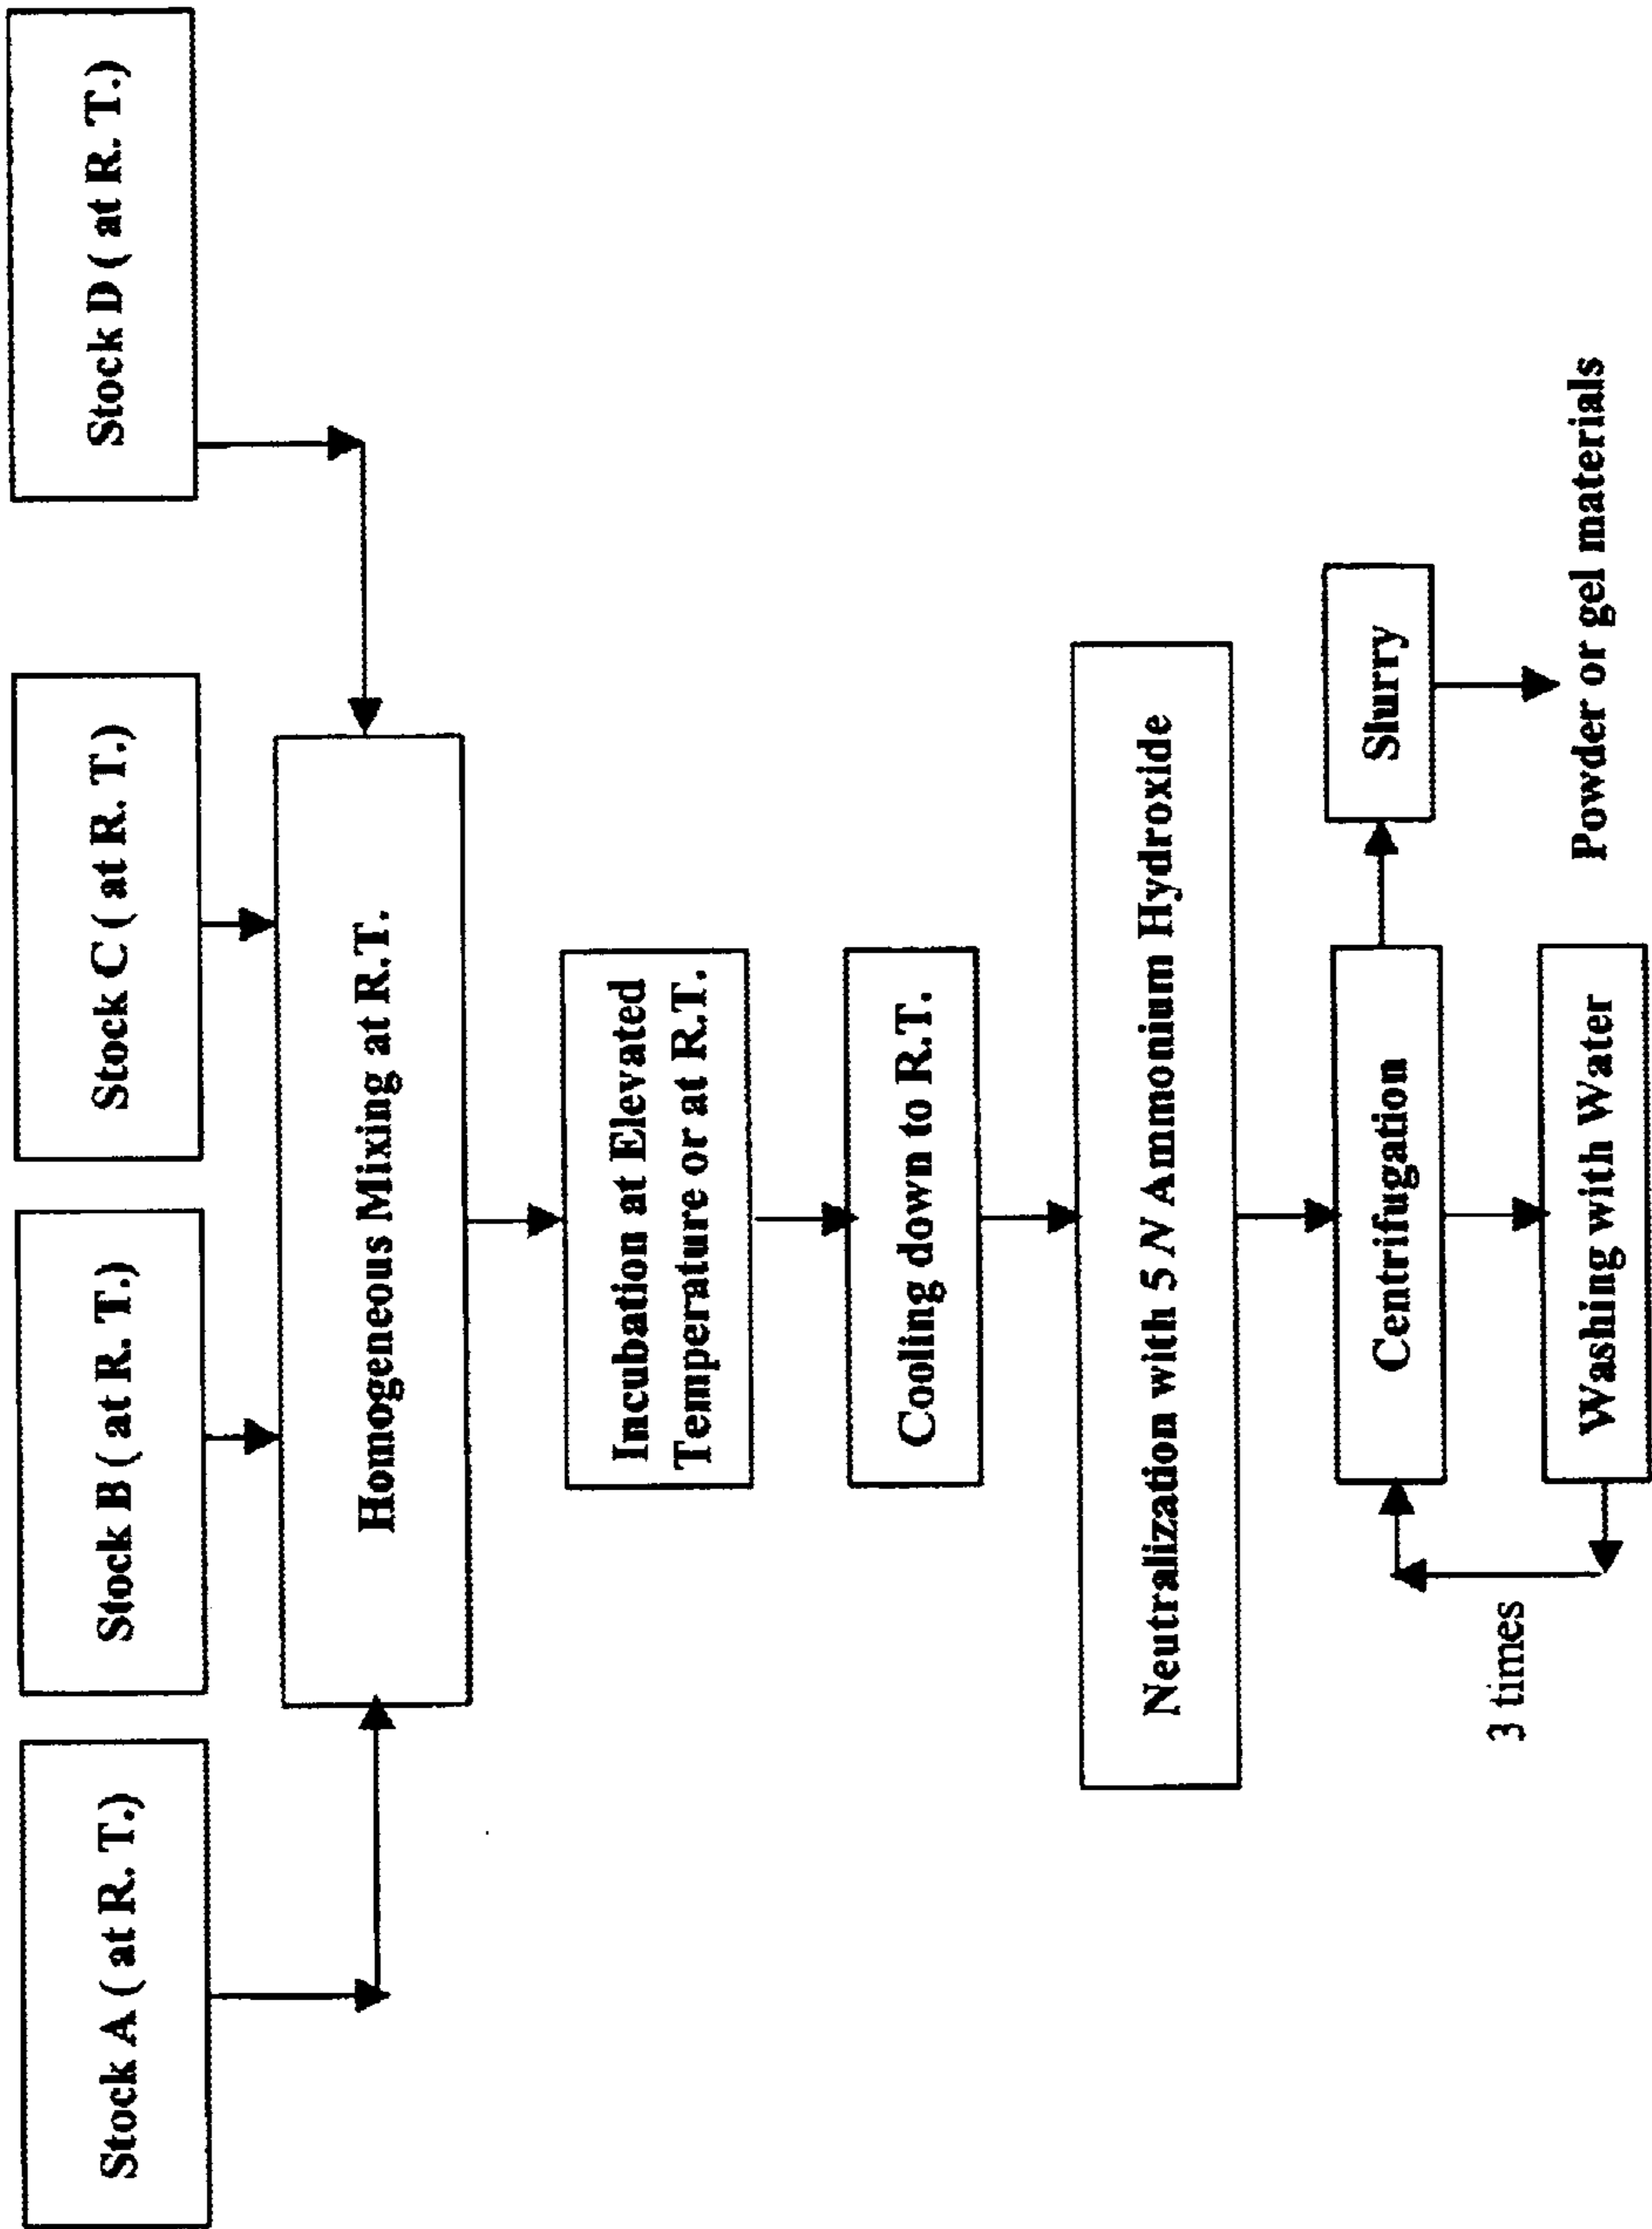 Stock A ( at R. T.)
Stock B ( at R. T.)
Stock C ( at R. T.)
Stock D ( at R. T.)
Homogeneous Mixing at R.T.
Incubation at Elevated
Temperature or at R.T.
Cooling down to R.T.
Neutralization with 5 N Ammonium Hydroxide
Centrifugation
Slurry
3 times
Washing with Water
Powder or gel materials